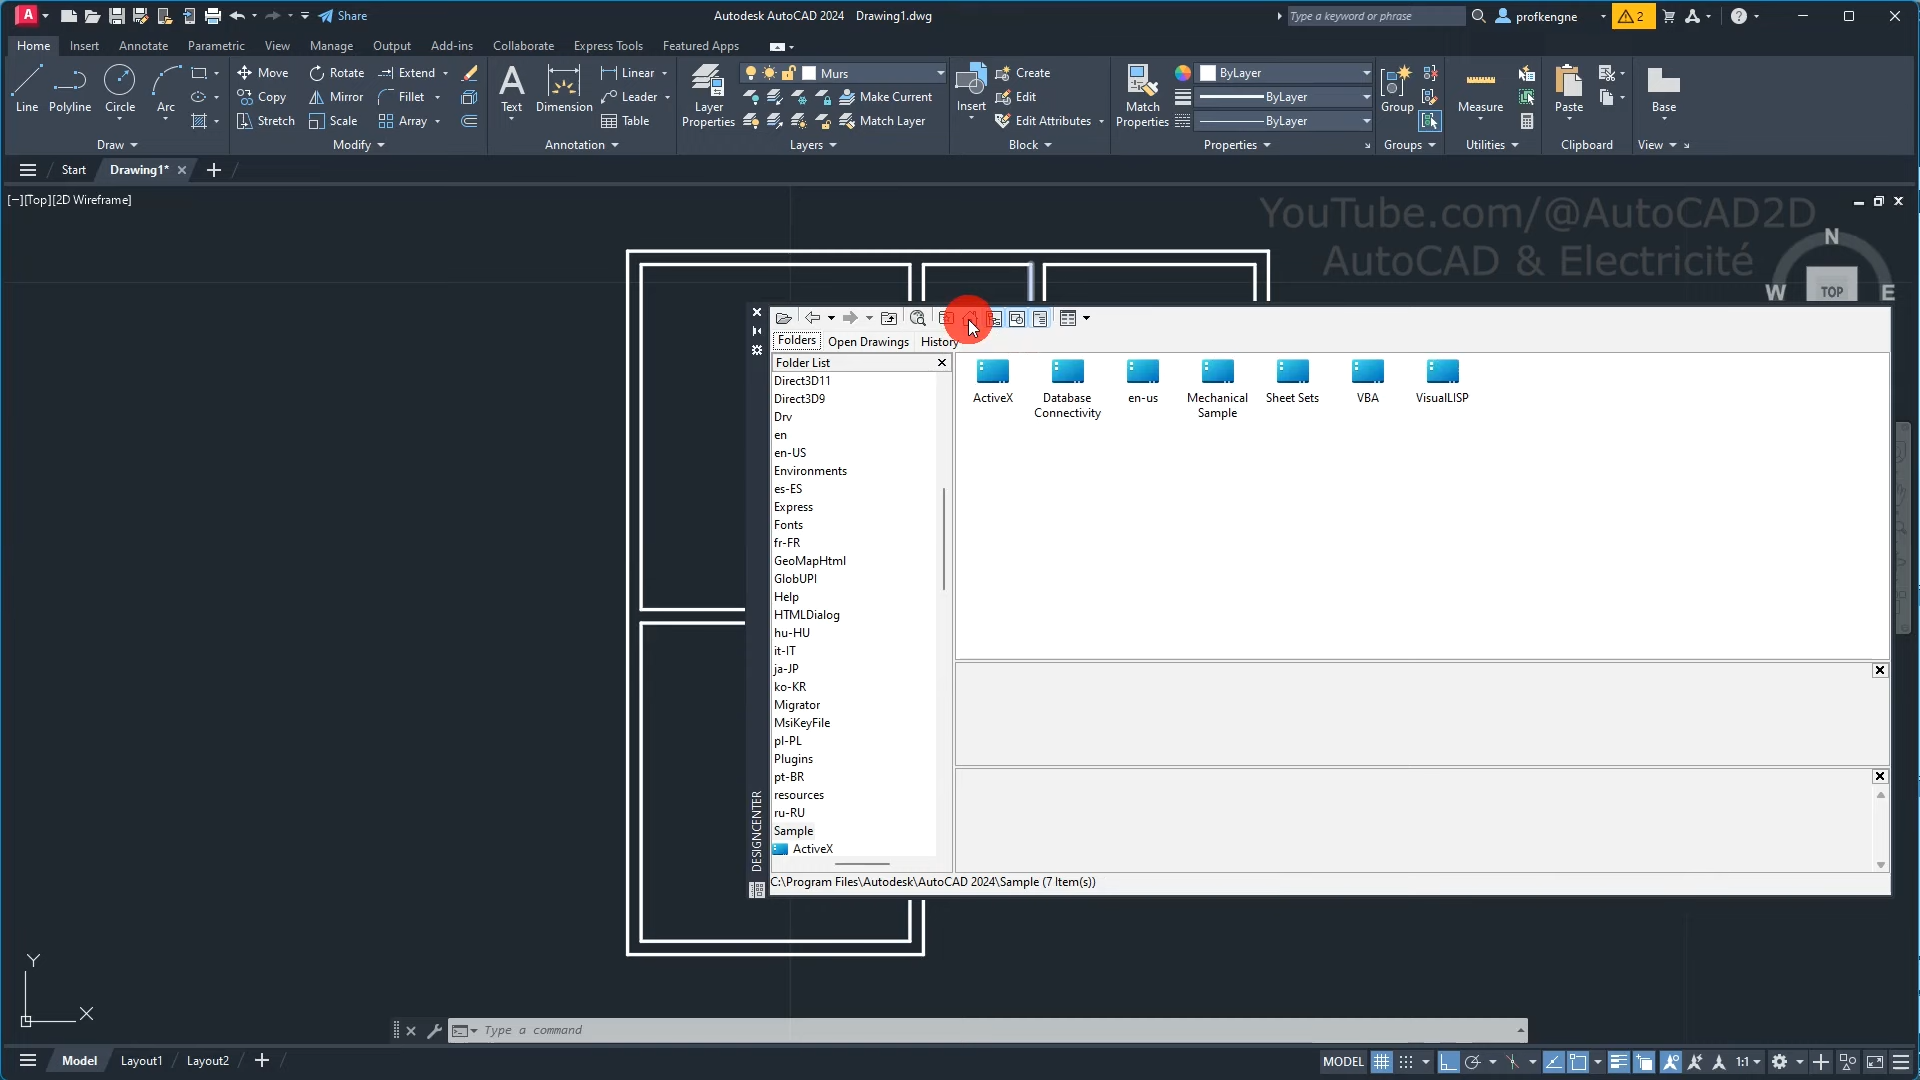 Share
Autodesk AutoCAD 2024 Drawing1.dwg
Type a keyword or phrase
profkengne
2
Home Insert Annotate Parametric View Manage Output Add-ins Collaborate Express Tools Featured Apps
Move Rotate Extend
Linear
Murs
Create
ByLayer
Copy Mirror Fillet
Leader
Make Current
Edit
ByLayer
Line Polyline Circle Arc
Text Dimension
Layer Properties
Insert
Match Properties
Group
Measure
Paste
Base
Stretch Scale Array
Table
Match Layer
Edit Attributes
ByLayer
Draw Modify Annotation Layers Block Properties Groups Utilities Clipboard View
Start Drawing1*
[−][Top][2D Wireframe]
YouTube.com/@AutoCAD2D
AutoCAD & Electricité
N
W TOP E
Folders Open Drawings History
Folder List
Direct3D11
Direct3D9
Drv
en
en-US
Environments
es-ES
Express
Fonts
fr-FR
GeoMapHtml
GlobUPI
Help
HTMLDialog
hu-HU
it-IT
ja-JP
ko-KR
Migrator
MsiKeyFile
pl-PL
Plugins
pt-BR
resources
ru-RU
Sample
ActiveX
ActiveX
Database Connectivity
en-us
Mechanical Sample
Sheet Sets
VBA
VisualLISP
DESIGNCENTER
C:\Program Files\Autodesk\AutoCAD 2024\Sample (7 Item(s))
Y
X
Type a command
Model Layout1 Layout2
MODEL
1:1